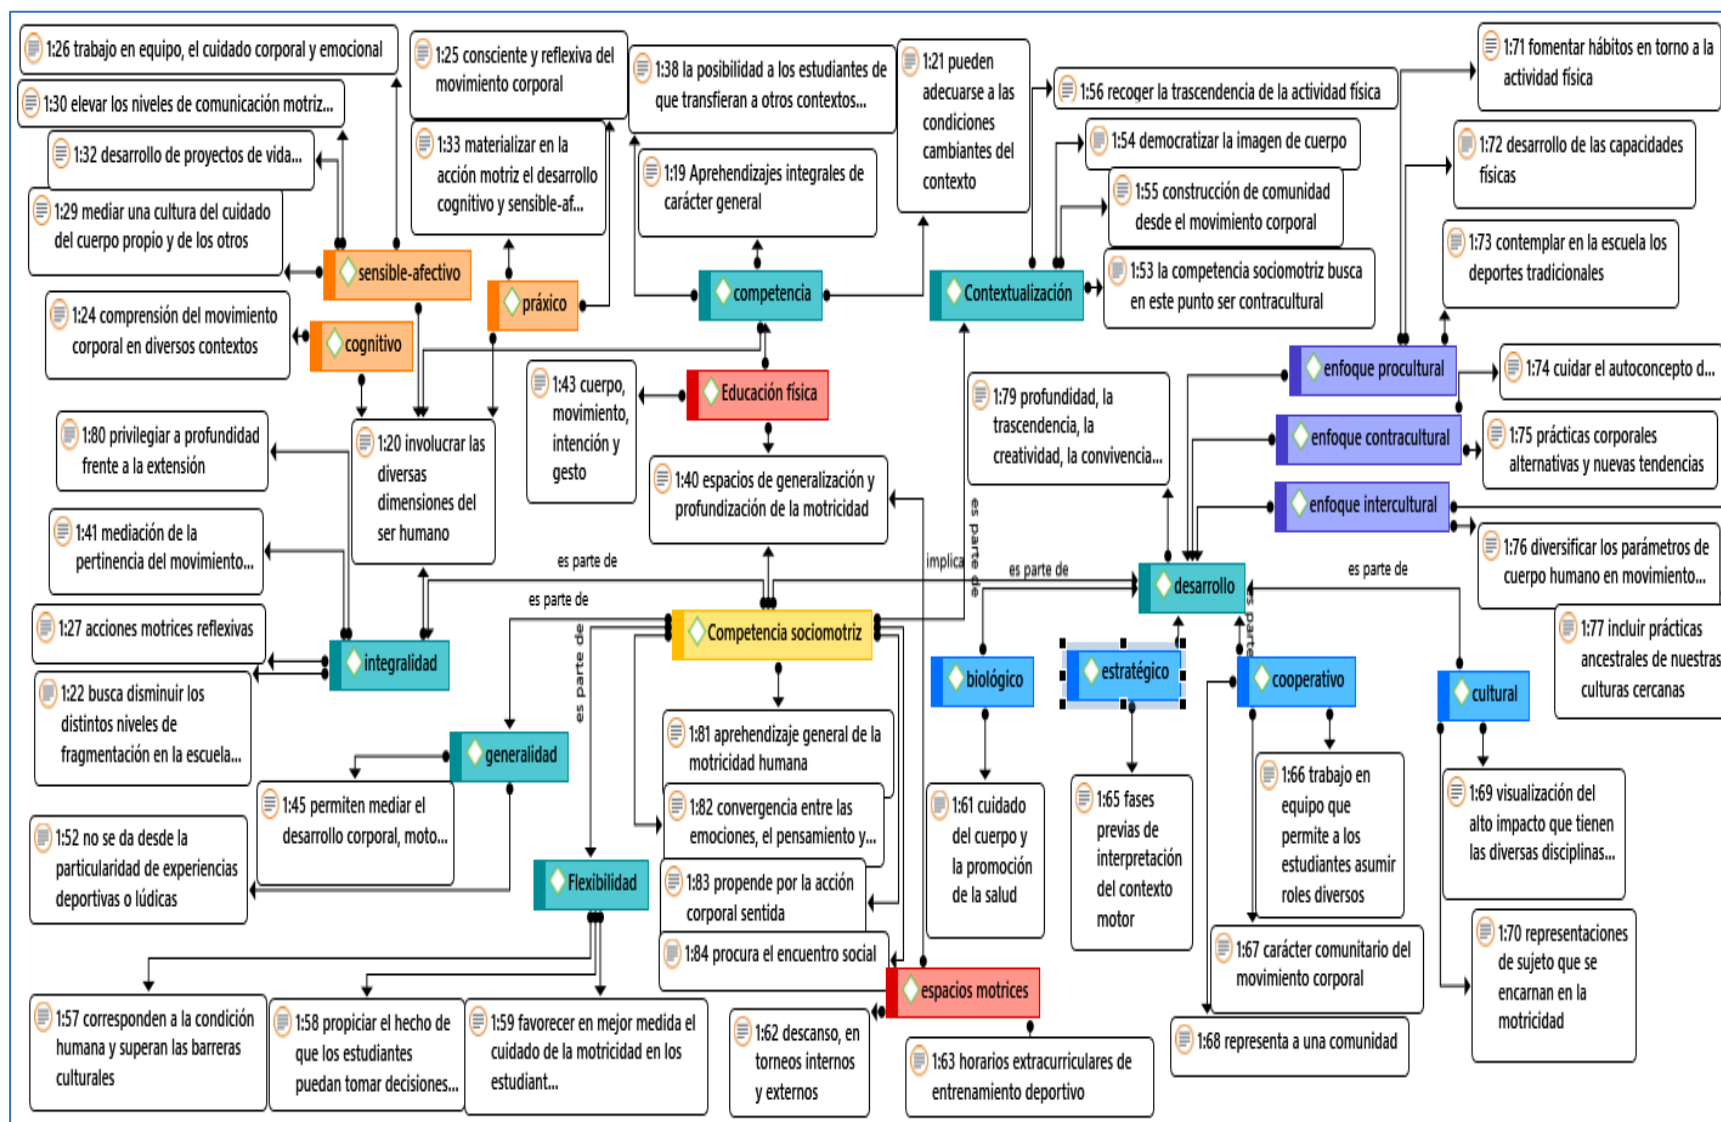 1:26 trabajo en equipo, el cuidado corporal y emocional
1:30 elevar los niveles de comunicación motriz...
1:32 desarrollo de proyectos de vida...
1:29 mediar una cultura del cuidado
del cuerpo propio y de los otros
1:24 comprensión del movimiento
corporal en diversos contextos
sensible-afectivo
cognitivo
práxico
1:25 consciente y reflexiva del
movimiento corporal
1:33 materializar en la
acción motriz el desarrollo
cognitivo y sensible-af...
1:38 la posibilidad a los estudiantes de
que transfieran a otros contextos...
1:19 Aprehendizajes integrales de
carácter general
1:21 pueden
adecuarse a las
condiciones
cambiantes del
contexto
competencia
Contextualización
1:56 recoger la trascendencia de la actividad física
1:54 democratizar la imagen de cuerpo
1:55 construcción de comunidad
desde el movimiento corporal
1:53 la competencia sociomotriz busca
en este punto ser contracultural
1:71 fomentar hábitos en torno a la
actividad física
1:72 desarrollo de las capacidades
físicas
1:73 contemplar en la escuela los
deportes tradicionales
enfoque procultural
enfoque contracultural
enfoque intercultural
1:74 cuidar el autoconcepto d...
1:75 prácticas corporales
alternativas y nuevas tendencias
1:76 diversificar los parámetros de
cuerpo humano en movimiento...
1:77 incluir prácticas
ancestrales de nuestras
culturas cercanas
1:80 privilegiar a profundidad
frente a la extensión
1:20 involucrar las
diversas
dimensiones del
ser humano
1:43 cuerpo,
movimiento,
intención y
gesto
Educación física
1:40 espacios de generalización y
profundización de la motricidad
1:79 profundidad, la
trascendencia, la
creatividad, la convivencia...
1:41 mediación de la
pertinencia del movimiento...
1:27 acciones motrices reflexivas
1:22 busca disminuir los
distintos niveles de
fragmentación en la escuela...
integralidad
es parte de
es parte de
es parte de
implica
es parte de
es parte de
es parte de
es parte
desarrollo
Competencia sociomotriz
biológico
estratégico
cooperativo
cultural
generalidad
1:45 permiten mediar el
desarrollo corporal, moto...
1:52 no se da desde la
particularidad de experiencias
deportivas o lúdicas
Flexibilidad
1:81 aprehendizaje general de la
motricidad humana
1:82 convergencia entre las
emociones, el pensamiento y...
1:83 propende por la acción
corporal sentida
1:84 procura el encuentro social
espacios motrices
1:61 cuidado
del cuerpo y
la promoción
de la salud
1:65 fases
previas de
interpretación
del contexto
motor
1:66 trabajo en
equipo que
permite a los
estudiantes asumir
roles diversos
1:67 carácter comunitario del
movimiento corporal
1:68 representa a una comunidad
1:69 visualización del
alto impacto que tienen
las diversas disciplinas...
1:70 representaciones
de sujeto que se
encarnan en la
motricidad
1:57 corresponden a la condición
humana y superan las barreras
culturales
1:58 propiciar el hecho de
que los estudiantes
puedan tomar decisiones...
1:59 favorecer en mejor medida el
cuidado de la motricidad en los
estudiant...
1:62 descanso, en
torneos internos
y externos
1:63 horarios extracurriculares de
entrenamiento deportivo